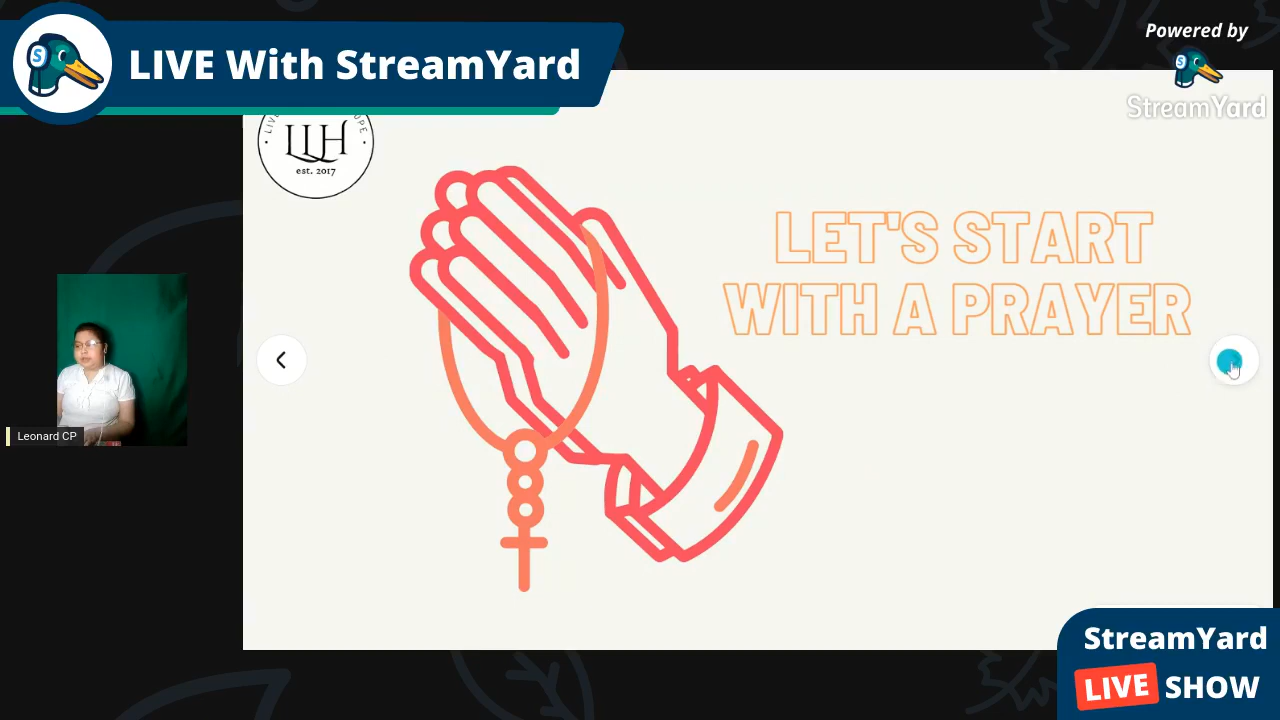 LIVE With StreamYard
Powered by
StreamYard
LLH
est. 2017
LET'S START
WITH A PRAYER
Leonard CP
StreamYard
LIVE SHOW